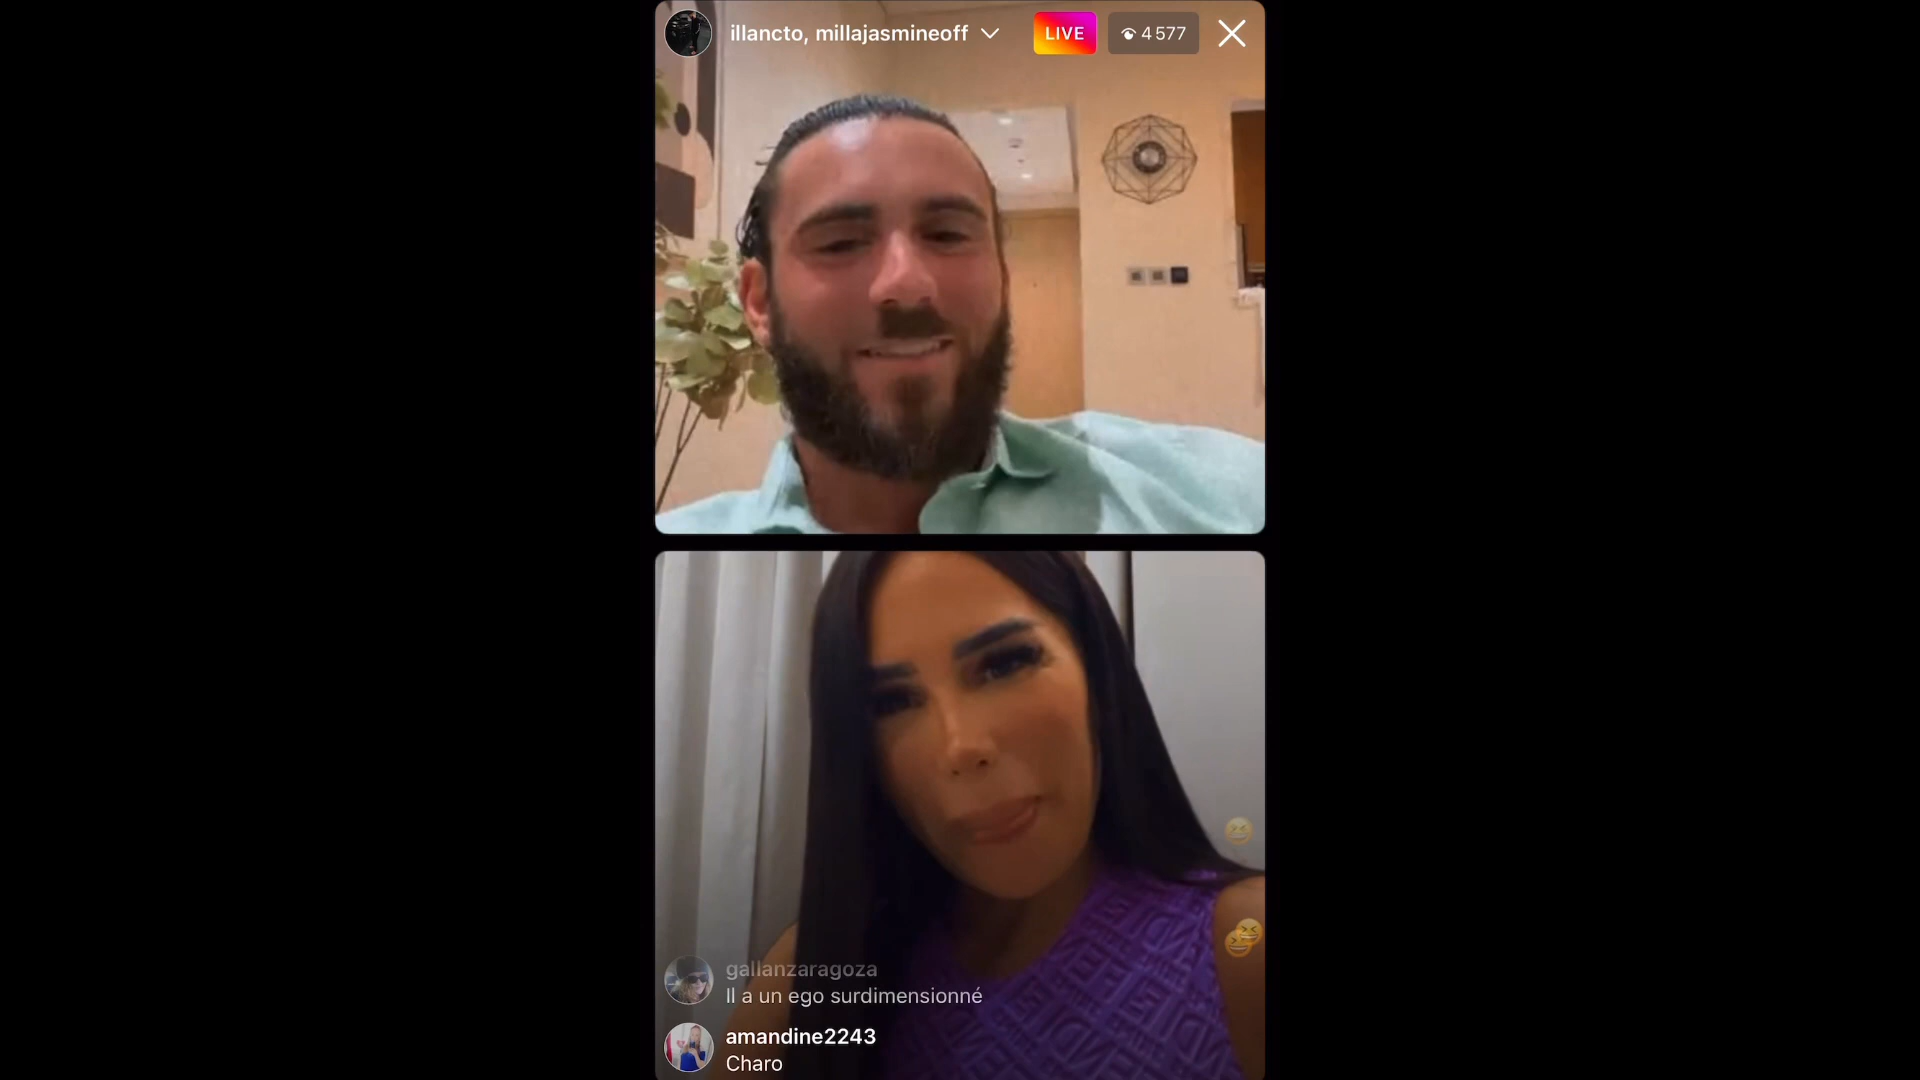 illancto, millajasmineoff
LIVE
4 577
gallanzaragoza
Il a un ego surdimensionné
amandine2243
Charo